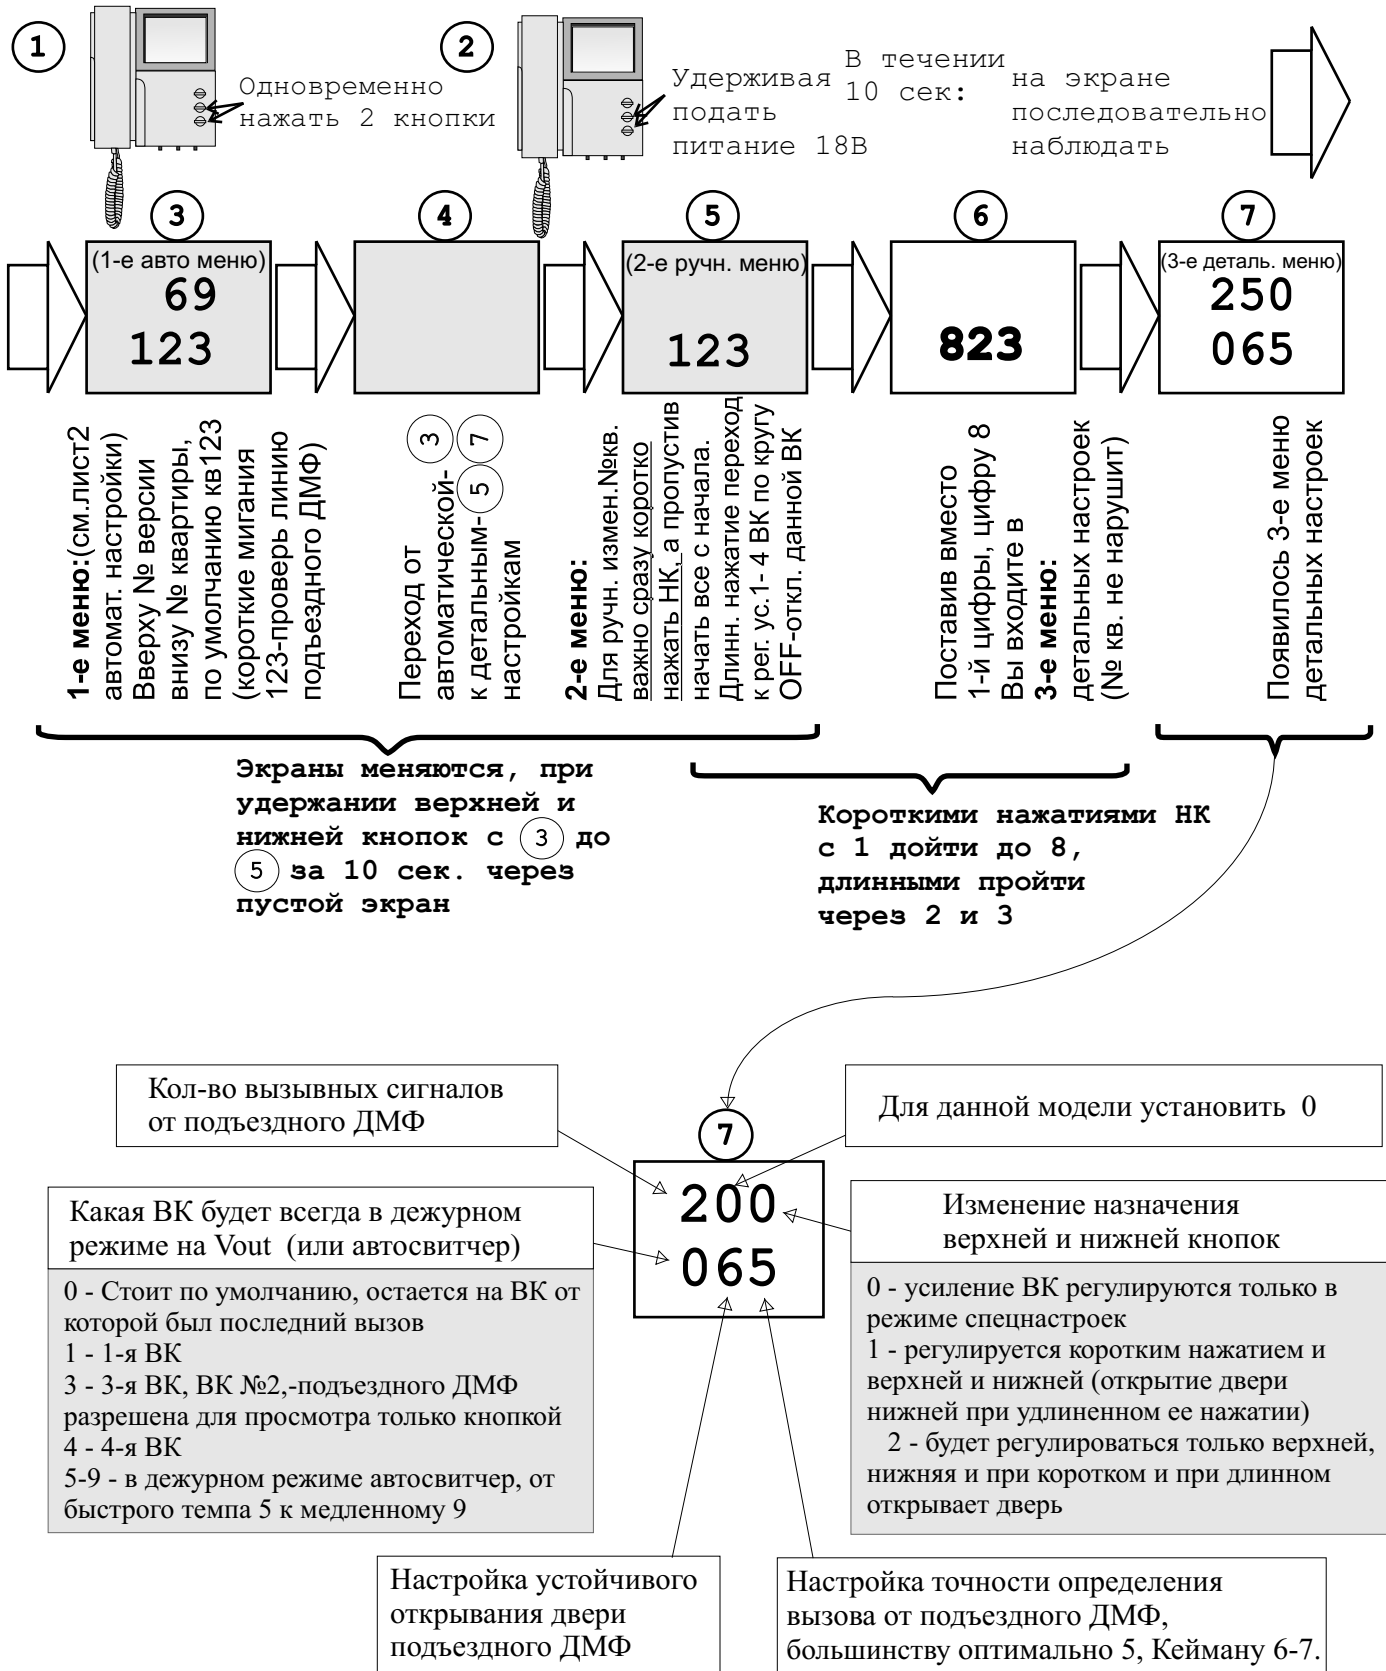 1
Одновременно
нажать 2 кнопки
2
Удерживая
подать
питание 18В
В течении
10 сек:
на экране
последовательно
наблюдать
3
(1-е авто меню)
69
123
4
5
(2-е ручн. меню)
123
6
823
7
(3-е деталь. меню)
250
065
1-е меню:(см.лист2
автомат. настройки)
Вверху № версии
внизу № квартиры,
по умолчанию кв123
(короткие мигания
123-проверь линию
подъездного ДМФ)
Переход от 3
автоматической-
к детальным- 5 7
настройкам
2-е меню:
Для ручн. измен.№кв.
важно сразу коротко
нажать НК, а пропустив
начать все с начала.
Длинн. нажатие переход
к рег. ус.1- 4 ВК по кругу
OFF-откл. данной ВК
Поставив вместо
1-й цифры, цифру 8
Вы входите в
3-е меню:
детальных настроек
(№ кв. не нарушит)
Появилось 3-е меню
детальных настроек
Экраны меняются, при
удержании верхней и
нижней кнопок с 3 до
5 за 10 сек. через
пустой экран
Короткими нажатиями НК
с 1 дойти до 8,
длинными пройти
через 2 и 3
Кол-во вызывных сигналов
от подъездного ДМФ
Для данной модели установить 0
7
200
065
Какая ВК будет всегда в дежурном
режиме на Vout (или автосвитчер)
0 - Стоит по умолчанию, остается на ВК от
которой был последний вызов
1 - 1-я ВК
3 - 3-я ВК, ВК №2,-подъездного ДМФ
разрешена для просмотра только кнопкой
4 - 4-я ВК
5-9 - в дежурном режиме автосвитчер, от
быстрого темпа 5 к медленному 9
Изменение назначения
верхней и нижней кнопок
0 - усиление ВК регулируются только в
режиме спецнастроек
1 - регулируется коротким нажатием и
верхней и нижней (открытие двери
нижней при удлиненном ее нажатии)
2 - будет регулироваться только верхней,
нижняя и при коротком и при длинном
открывает дверь
Настройка устойчивого
открывания двери
подъездного ДМФ
Настройка точности определения
вызова от подъездного ДМФ,
большинству оптимально 5, Кейману 6-7.